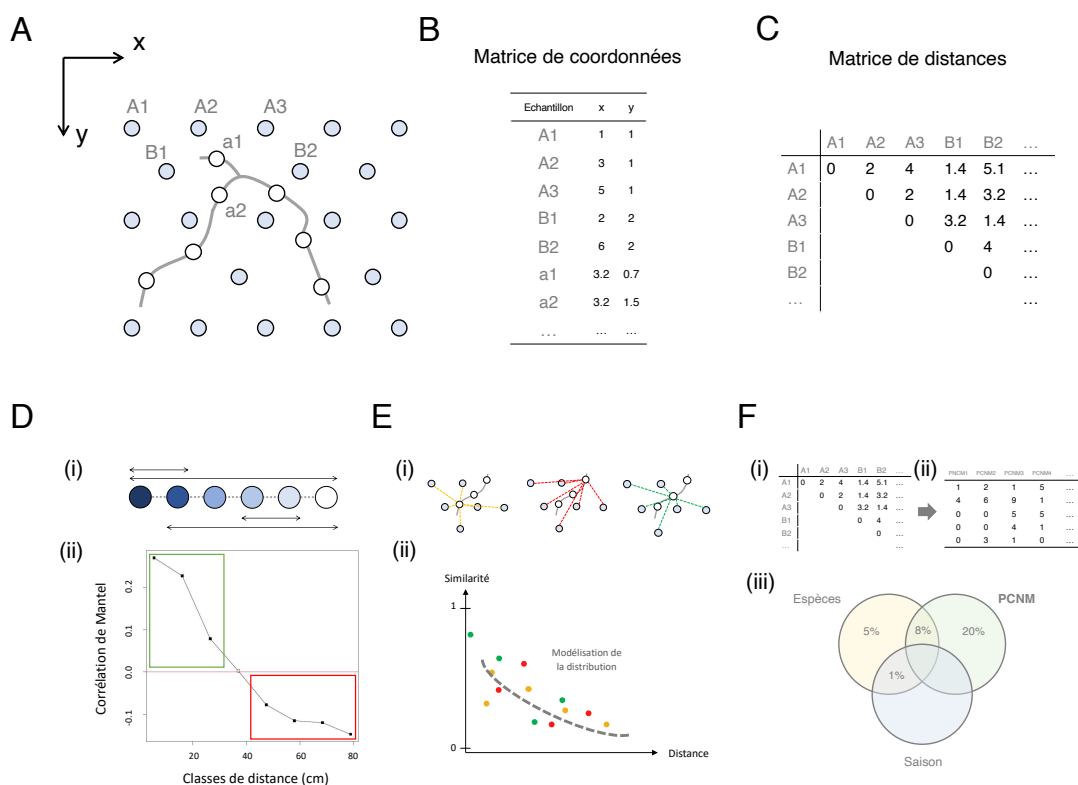 A
x
y
A1 A2 A3
a1
B1 B2
a2
B
Matrice de coordonnées
Echantillon x y
A1 1 1
A2 3 1
A3 5 1
B1 2 2
B2 6 2
a1 3.2 0.7
a2 3.2 1.5
… … …
C
Matrice de distances
A1 A2 A3 B1 B2 …
A1 0 2 4 1.4 5.1 …
A2 0 2 1.4 3.2 …
A3 0 3.2 1.4 …
B1 0 4 …
B2 0 …
… …
D
(i)
(ii)
Corrélation de Mantel
0.2
0.1
0.0
-0.1
20 40 60 80
Classes de distance (cm)
E
(i)
(ii)
Similarité
1
Modélisation de
la distribution
0
Distance
F
(i)
A1 A2 A3 B1 B2 …
A1 0 2 4 1.4 5.1 …
A2 0 2 1.4 3.2 …
A3 0 3.2 1.4 …
B1 0 4 …
B2 0 …
… …
(ii)
PNCM1 PCNM2 PCNM3 PCNM4 …
1 2 1 5 …
4 6 9 1 …
0 0 5 5 …
0 0 4 1 …
0 3 1 0 …
(iii)
Espèces PCNM
5% 8% 20%
1%
Saison